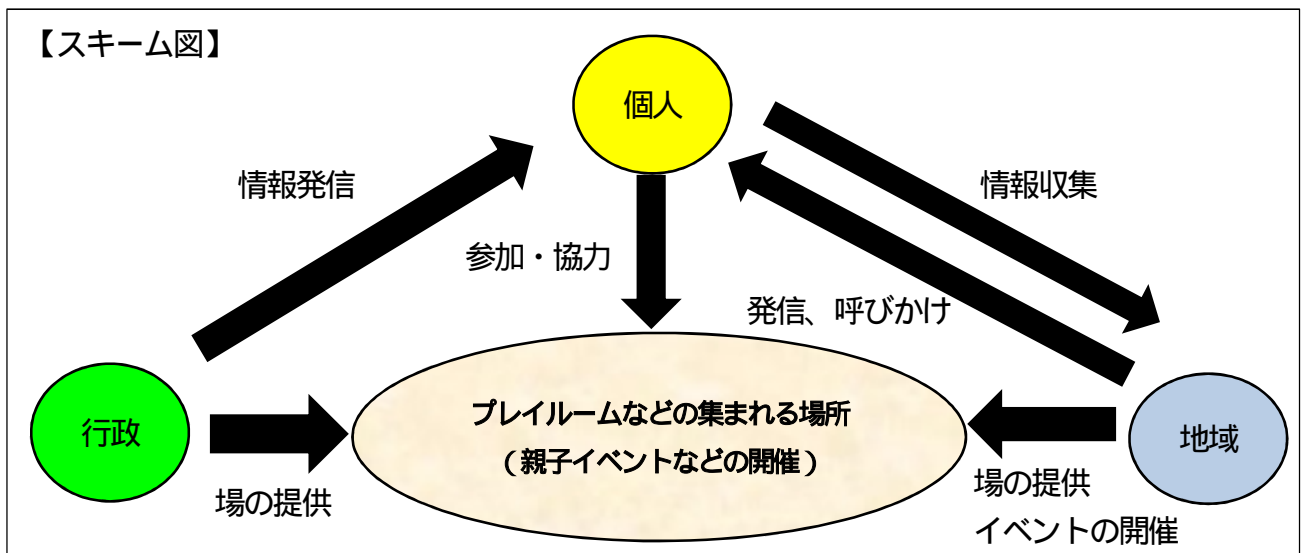 【スキーム図】
個人
情報発信
情報収集
参加・協力
発信、呼びかけ
行政
プレイルームなどの集まれる場所
（親子イベントなどの開催）
地域
場の提供
場の提供
イベントの開催